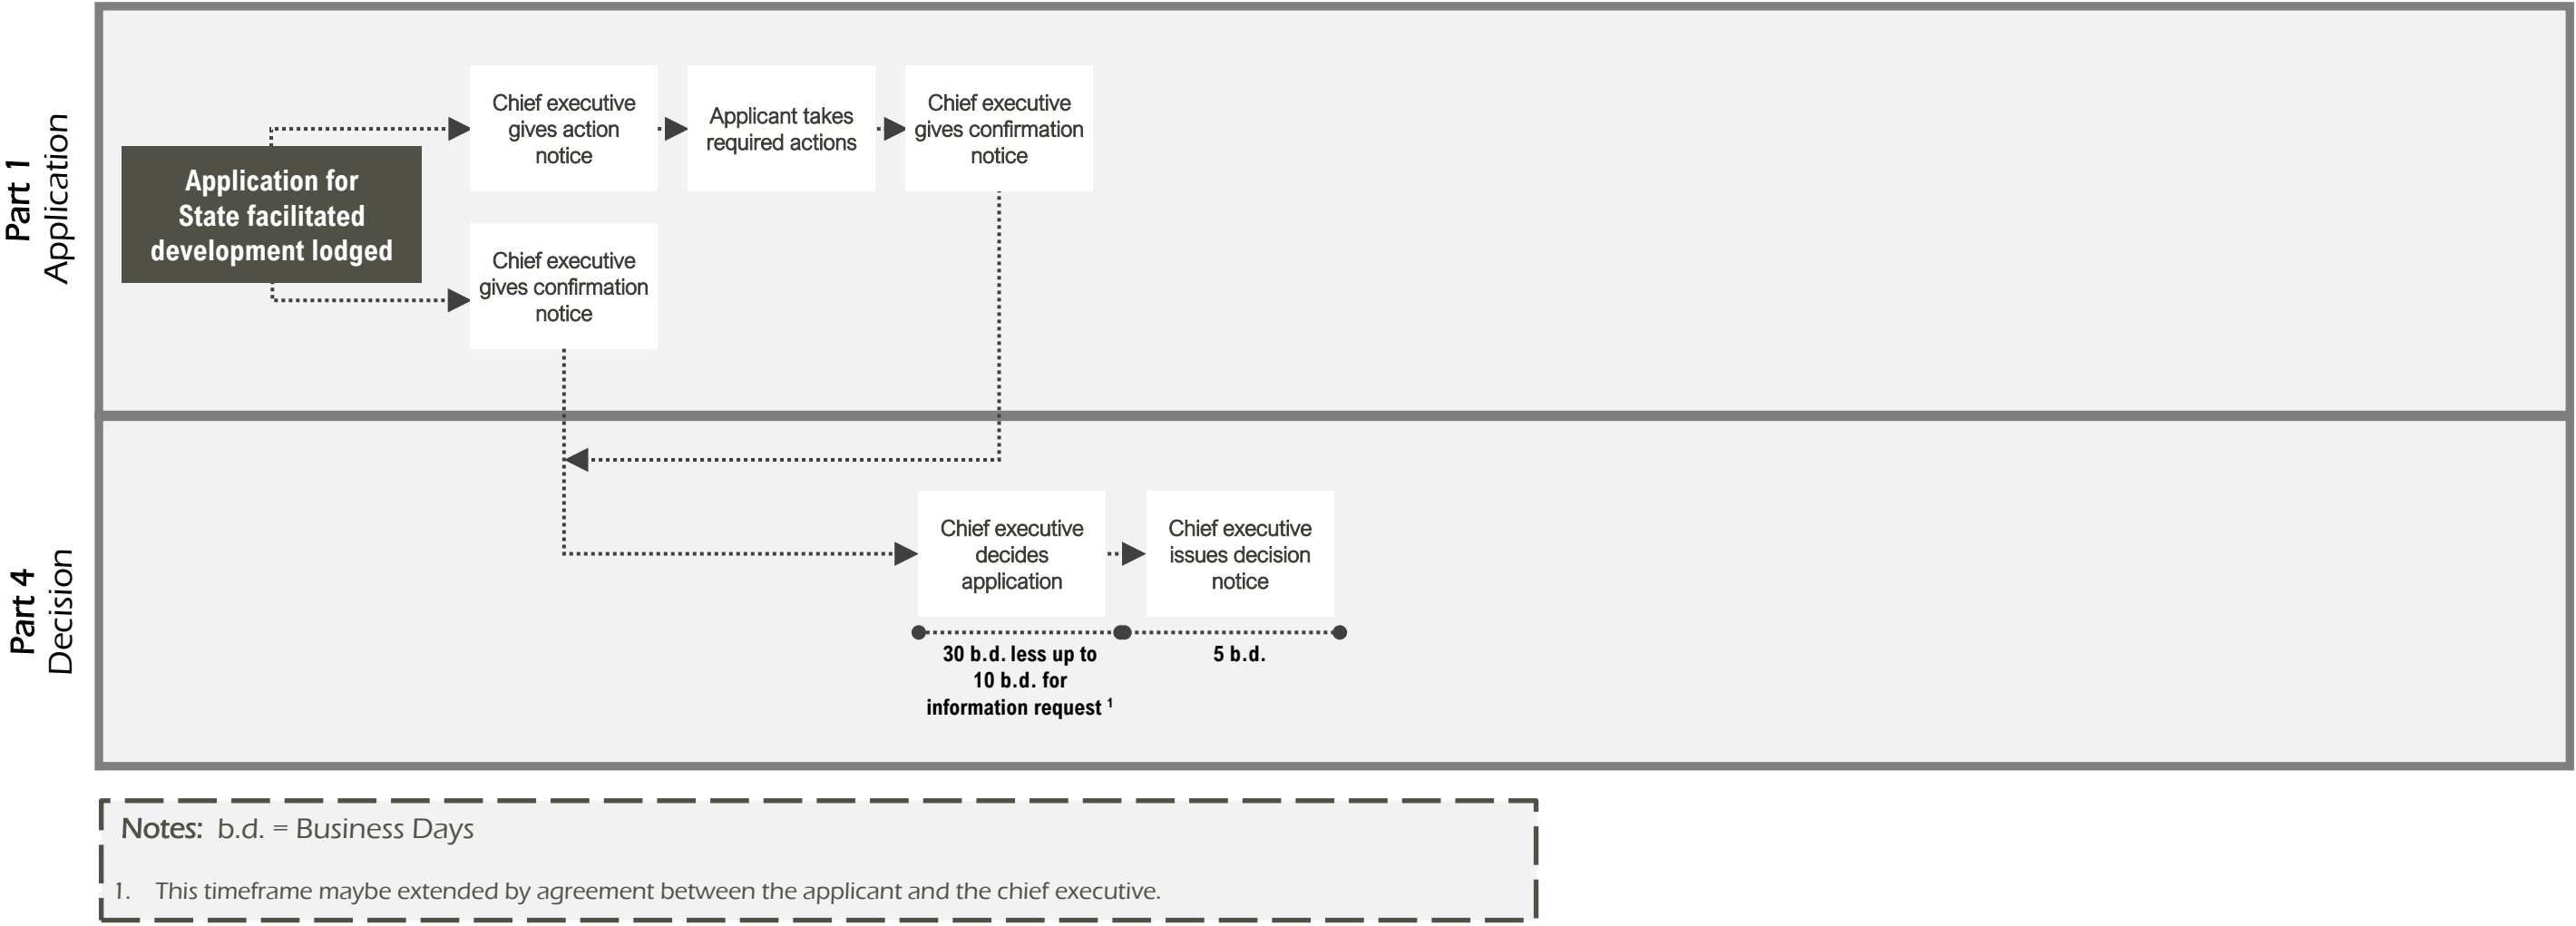 Part 1
Application
Application for
State facilitated
development lodged
Chief executive
gives action
notice
Applicant takes
required actions
Chief executive
gives confirmation
notice
Chief executive
gives confirmation
notice
Part 4
Decision
Chief executive
decides
application
Chief executive
issues decision
notice
30 b.d. less up to
10 b.d. for
information request ¹
5 b.d.
Notes: b.d. = Business Days
1. This timeframe maybe extended by agreement between the applicant and the chief executive.